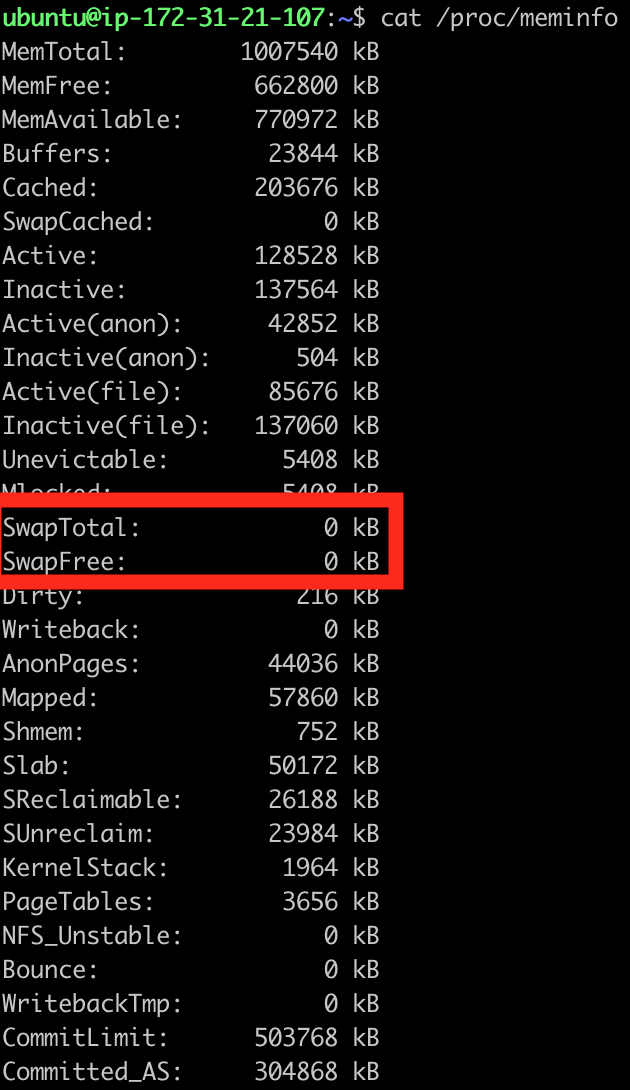 ubuntu@ip-172-31-21-107:~$ cat /proc/meminfo
MemTotal:        1007540 kB
MemFree:          662800 kB
MemAvailable:     770972 kB
Buffers:           23844 kB
Cached:           203676 kB
SwapCached:            0 kB
Active:           128528 kB
Inactive:         137564 kB
Active(anon):      42852 kB
Inactive(anon):      504 kB
Active(file):      85676 kB
Inactive(file):   137060 kB
Unevictable:        5408 kB
Mlocked:            5408 kB
SwapTotal:             0 kB
SwapFree:              0 kB
Dirty:               216 kB
Writeback:             0 kB
AnonPages:         44036 kB
Mapped:            57860 kB
Shmem:               752 kB
Slab:              50172 kB
SReclaimable:      26188 kB
SUnreclaim:        23984 kB
KernelStack:        1964 kB
PageTables:         3656 kB
NFS_Unstable:          0 kB
Bounce:                0 kB
WritebackTmp:          0 kB
CommitLimit:      503768 kB
Committed_AS:     304868 kB